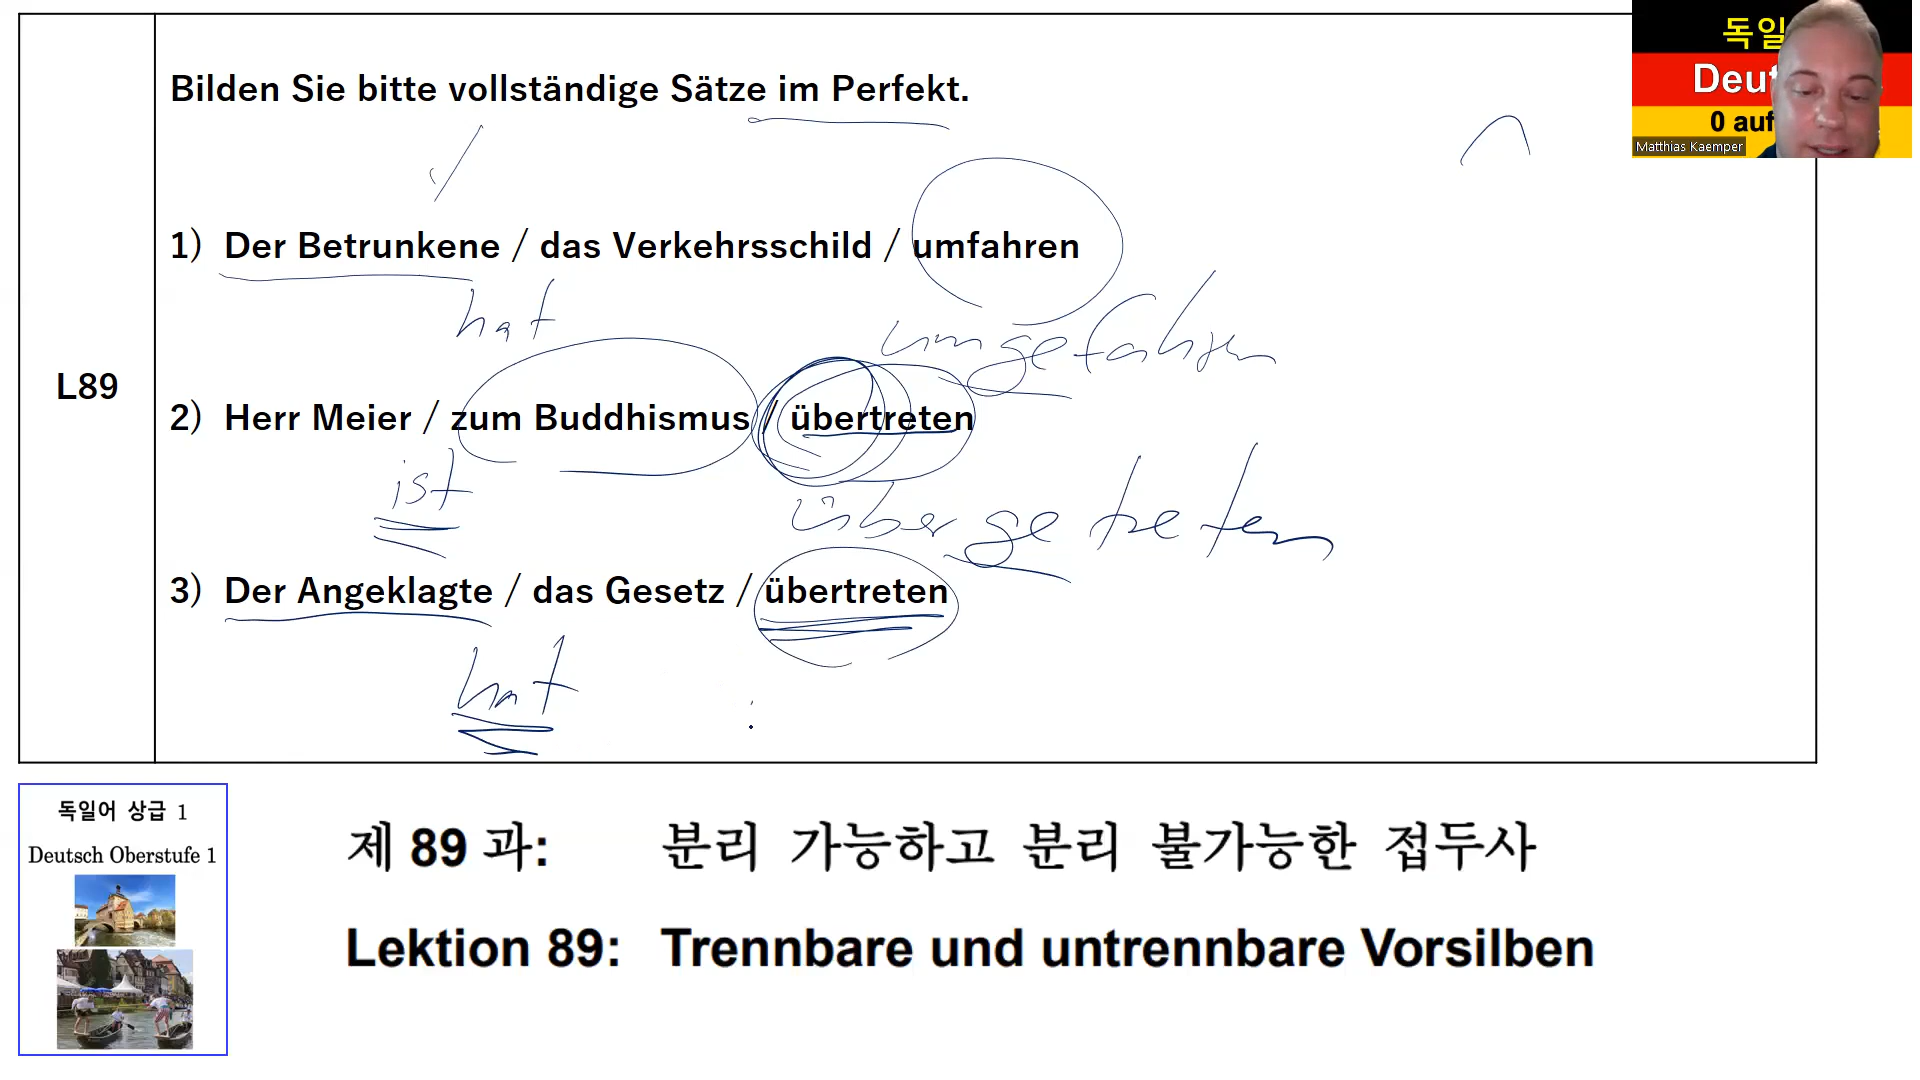 Bilden Sie bitte vollständige Sätze im Perfekt.
1) Der Betrunkene / das Verkehrsschild / umfahren
hat umgefahren
L89
2) Herr Meier / zum Buddhismus / übertreten
ist übergetreten
3) Der Angeklagte / das Gesetz / übertreten
hat
독일
Deut
0 auf
Matthias Kaemper
독일어 상급 1
Deutsch Oberstufe 1
제 89 과: 분리 가능하고 분리 불가능한 접두사
Lektion 89: Trennbare und untrennbare Vorsilben